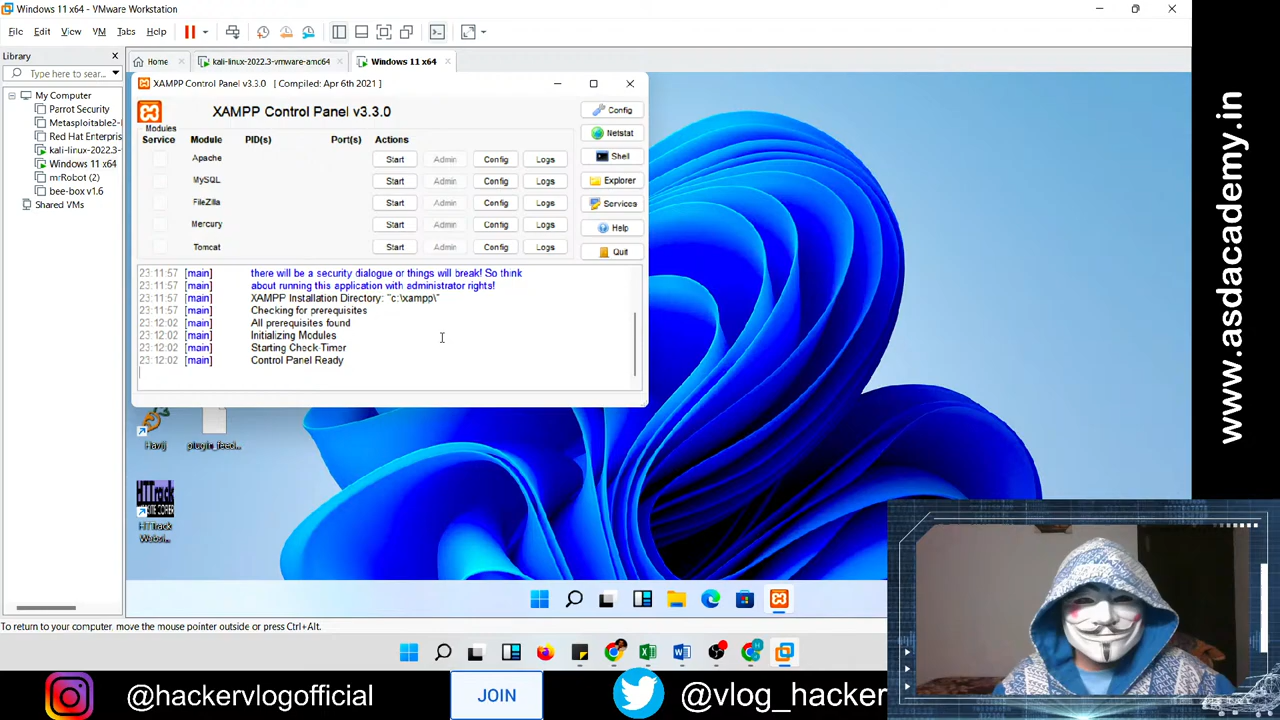 Windows 11 x64 - VMware Workstation
File Edit View VM Tabs Help
Library
Type here to sear...
My Computer
Parrot Security
Metasploitable2-
Red Hat Enterpris
kali-linux-2022.3-
Windows 11 x64
mrRobot (2)
bee-box v1.6
Shared VMs
Home
kali-linux-2022.3-vmware-amd64
Windows 11 x64
XAMPP Control Panel v3.3.0 [ Compiled: Apr 6th 2021 ]
XAMPP Control Panel v3.3.0
Modules
Service Module PID(s) Port(s) Actions
Apache Start Admin Config Logs
MySQL Start Admin Config Logs
FileZilla Start Admin Config Logs
Mercury Start Admin Config Logs
Tomcat Start Admin Config Logs
Config
Netstat
Shell
Explorer
Services
Help
Quit
23:11:57 [main] there will be a security dialogue or things will break! So think
23:11:57 [main] about running this application with administrator rights!
23:11:57 [main] XAMPP Installation Directory: "c:\xampp\"
23:11:57 [main] Checking for prerequisites
23:12:02 [main] All prerequisites found
23:12:02 [main] Initializing Modules
23:12:02 [main] Starting Check-Timer
23:12:02 [main] Control Panel Ready
Havij
plugin_feed...
HTTrack
Websi...
To return to your computer, move the mouse pointer outside or press Ctrl+Alt.
www.asdacademy.in
@hackervlogofficial
JOIN
@vlog_hacker